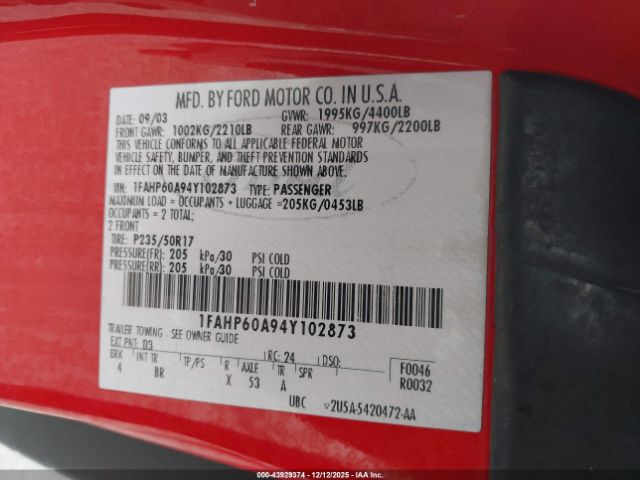 MFD. BY FORD MOTOR CO. IN U.S.A.
DATE: 09/03 GVWR: 1995KG/4400LB
FRONT GAWR: 1002KG/2210LB REAR GAWR: 997KG/2200LB
THIS VEHICLE CONFORMS TO ALL APPLICABLE FEDERAL MOTOR
VEHICLE SAFETY, BUMPER, AND THEFT PREVENTION STANDARDS
IN EFFECT ON THE DATE OF MANUFACTURE SHOWN ABOVE.
VIN: 1FAHP60A94Y102873 TYPE: PASSENGER
MAXIMUM LOAD = OCCUPANTS + LUGGAGE =205KG/0453LB
OCCUPANTS = 2 TOTAL;
2 FRONT
TIRE: P235/50R17
PRESSURE(FR): 205 kPa/30 PSI COLD
PRESSURE(RR): 205 kPa/30 PSI COLD
1FAHP60A94Y102873
TRAILER TOWING - SEE OWNER GUIDE
EXT PNT: D3 RC: 24 DSO: F0046
BRK INT TR TP/PS R AXLE TR SPR R0032
4 BR X 53 A
UBC ▽2U5A-5420472-AA
IAA - 43929374 | 12/12/2025 - IAAI.com